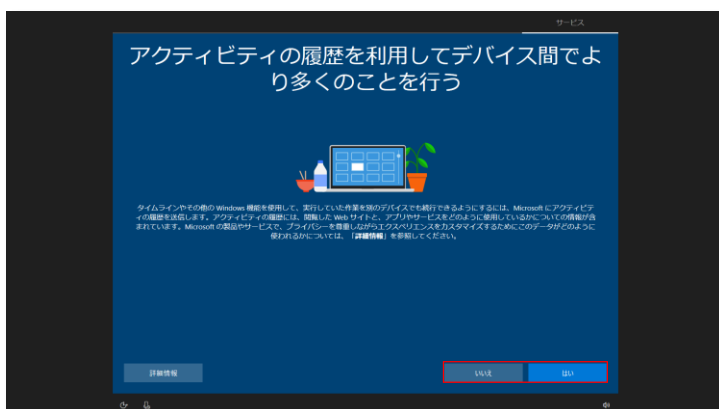 サービス
アクティビティの履歴を利用してデバイス間でよ
り多くのことを行う
タイムラインやその他の Windows 機能を使用して、実行していた作業を別のデバイスでも続行できるようにするには、Microsoft にアクティビテ
ィの履歴を送信します。アクティビティの履歴には、閲覧した Web サイトと、アプリやサービスをどのように使用しているかについての情報が含
まれています。Microsoft の製品やサービスで、プライバシーを尊重しながらエクスペリエンスをカスタマイズするためにこのデータがどのように
使われるかについては、「詳細情報」を参照してください。
詳細情報
いいえ
はい